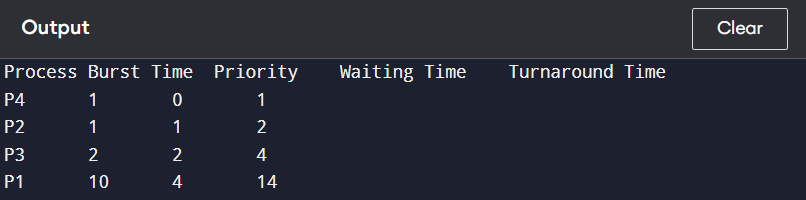 Output
Clear
Process Burst Time Priority Waiting Time Turnaround Time
P4 1 0 1
P2 1 1 2
P3 2 2 4
P1 10 4 14